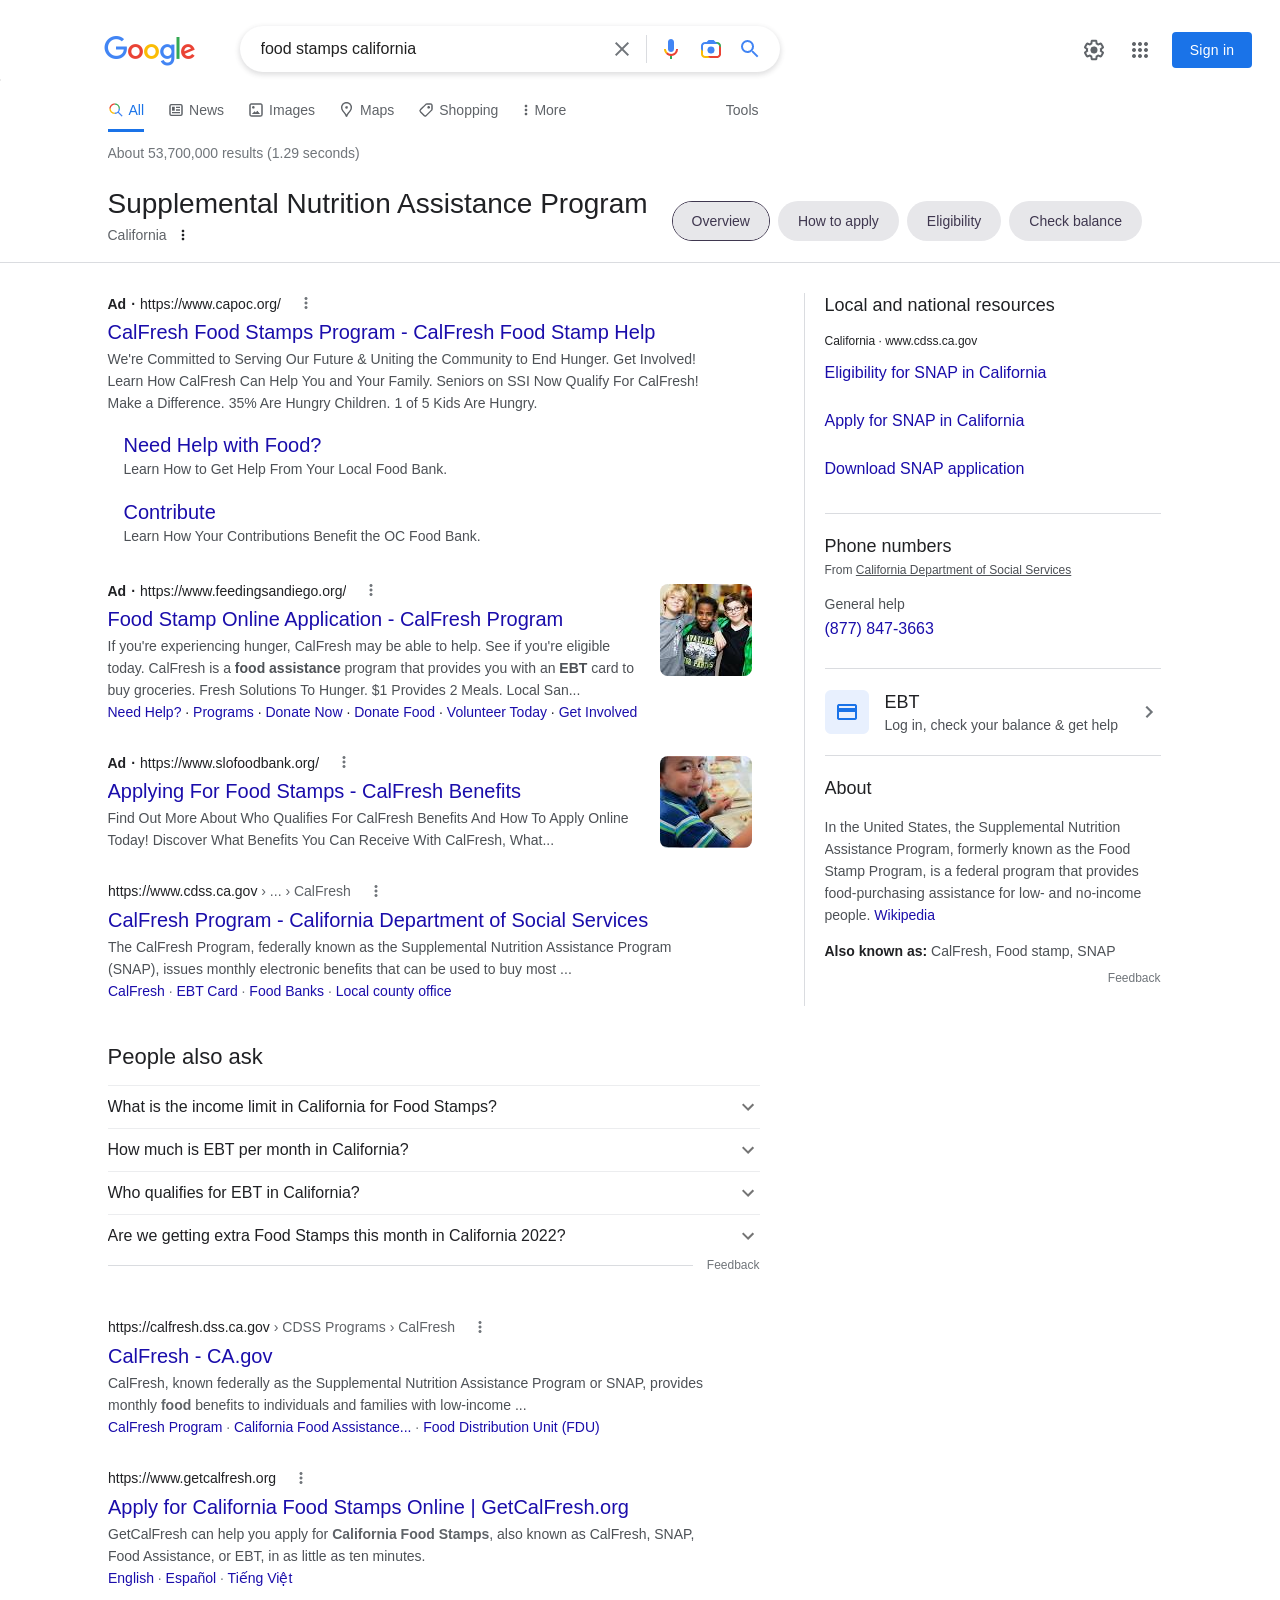 Google
food stamps california
Sign in
All
News
Images
Maps
Shopping
More
Tools
About 53,700,000 results (1.29 seconds)
Supplemental Nutrition Assistance Program
California
Overview
How to apply
Eligibility
Check balance
Ad · https://www.capoc.org/
CalFresh Food Stamps Program - CalFresh Food Stamp Help
We're Committed to Serving Our Future & Uniting the Community to End Hunger. Get Involved!
Learn How CalFresh Can Help You and Your Family. Seniors on SSI Now Qualify For CalFresh!
Make a Difference. 35% Are Hungry Children. 1 of 5 Kids Are Hungry.
Need Help with Food?
Learn How to Get Help From Your Local Food Bank.
Contribute
Learn How Your Contributions Benefit the OC Food Bank.
Ad · https://www.feedingsandiego.org/
Food Stamp Online Application - CalFresh Program
If you're experiencing hunger, CalFresh may be able to help. See if you're eligible
today. CalFresh is a food assistance program that provides you with an EBT card to
buy groceries. Fresh Solutions To Hunger. $1 Provides 2 Meals. Local San...
Need Help? · Programs · Donate Now · Donate Food · Volunteer Today · Get Involved
Ad · https://www.slofoodbank.org/
Applying For Food Stamps - CalFresh Benefits
Find Out More About Who Qualifies For CalFresh Benefits And How To Apply Online
Today! Discover What Benefits You Can Receive With CalFresh, What...
https://www.cdss.ca.gov › ... › CalFresh
CalFresh Program - California Department of Social Services
The CalFresh Program, federally known as the Supplemental Nutrition Assistance Program
(SNAP), issues monthly electronic benefits that can be used to buy most ...
CalFresh · EBT Card · Food Banks · Local county office
People also ask
What is the income limit in California for Food Stamps?
How much is EBT per month in California?
Who qualifies for EBT in California?
Are we getting extra Food Stamps this month in California 2022?
Feedback
https://calfresh.dss.ca.gov › CDSS Programs › CalFresh
CalFresh - CA.gov
CalFresh, known federally as the Supplemental Nutrition Assistance Program or SNAP, provides
monthly food benefits to individuals and families with low-income ...
CalFresh Program · California Food Assistance... · Food Distribution Unit (FDU)
https://www.getcalfresh.org
Apply for California Food Stamps Online | GetCalFresh.org
GetCalFresh can help you apply for California Food Stamps, also known as CalFresh, SNAP,
Food Assistance, or EBT, in as little as ten minutes.
English · Español · Tiếng Việt
Local and national resources
California · www.cdss.ca.gov
Eligibility for SNAP in California
Apply for SNAP in California
Download SNAP application
Phone numbers
From California Department of Social Services
General help
(877) 847-3663
EBT
Log in, check your balance & get help
About
In the United States, the Supplemental Nutrition
Assistance Program, formerly known as the Food
Stamp Program, is a federal program that provides
food-purchasing assistance for low- and no-income
people. Wikipedia
Also known as: CalFresh, Food stamp, SNAP
Feedback